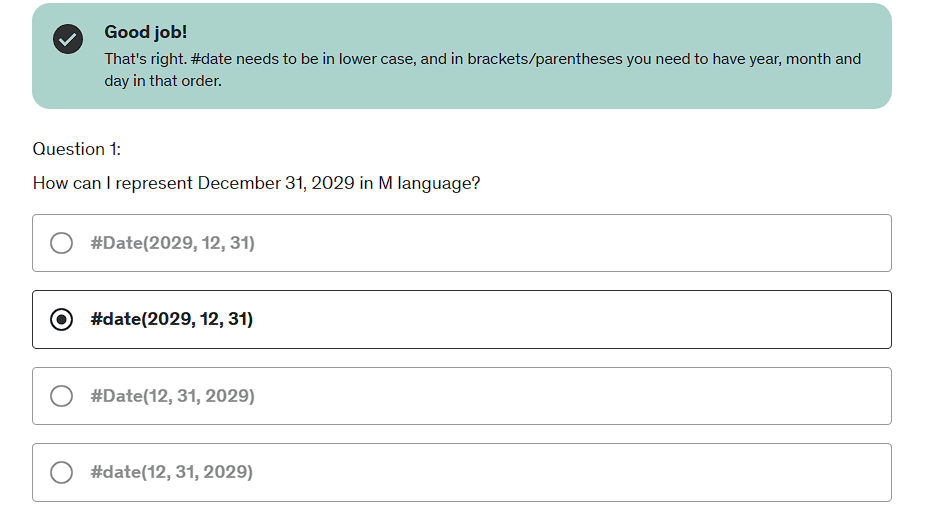 Good job!
That's right. #date needs to be in lower case, and in brackets/parentheses you need to have year, month and
day in that order.
Question 1:
How can I represent December 31, 2029 in M language?
#Date(2029, 12, 31)
#date(2029, 12, 31)
#Date(12, 31, 2029)
#date(12, 31, 2029)